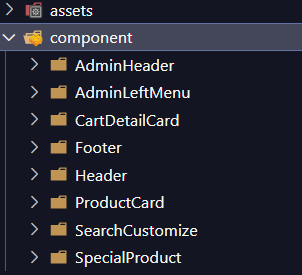 assets
component
AdminHeader
AdminLeftMenu
CartDetailCard
Footer
Header
ProductCard
SearchCustomize
SpecialProduct